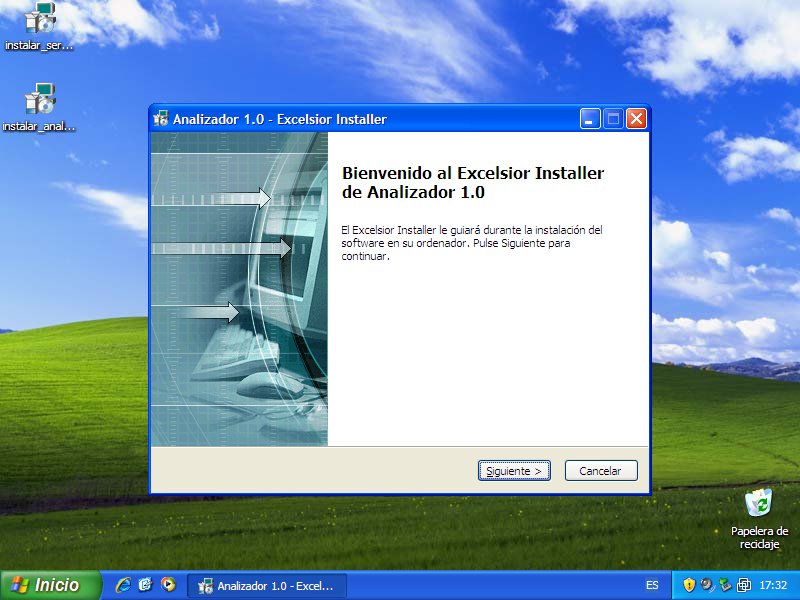 instalar_ser...
instalar_anal...
Analizador 1.0 - Excelsior Installer
Bienvenido al Excelsior Installer
de Analizador 1.0
El Excelsior Installer le guiará durante la instalación del
software en su ordenador. Pulse Siguiente para
continuar.
Siguiente >
Cancelar
Papelera de
reciclaje
Inicio
Analizador 1.0 - Excel...
ES
17:32